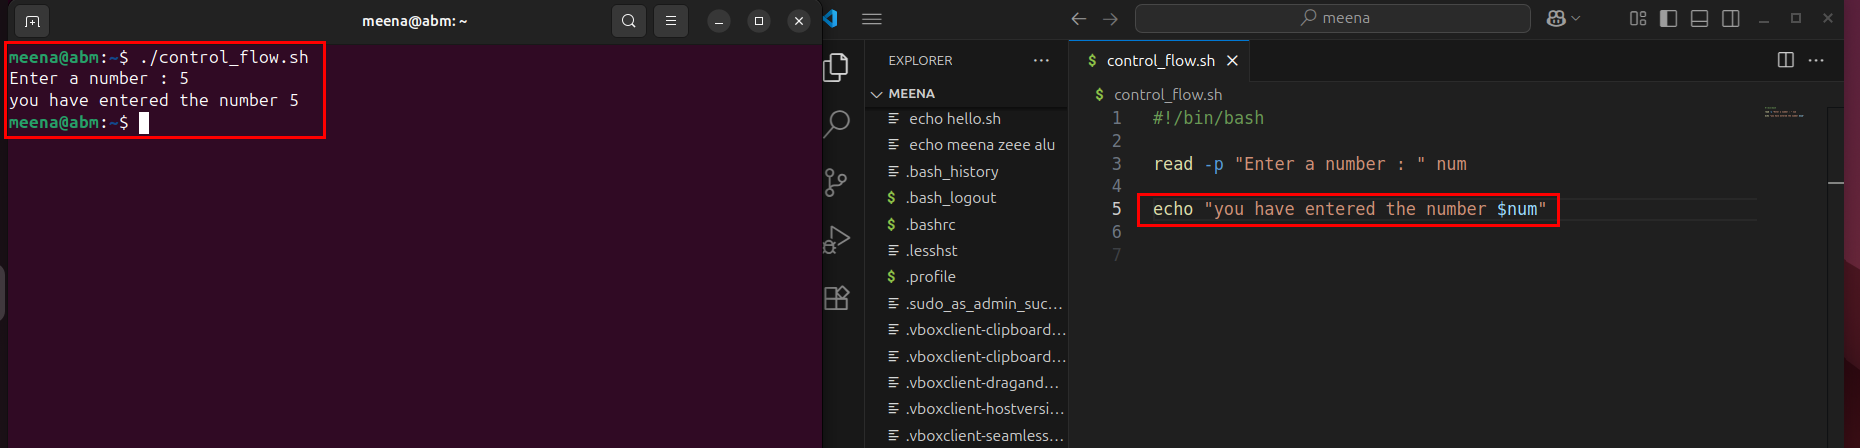 meena@abm: ~
meena@abm:~$ ./control_flow.sh
Enter a number : 5
you have entered the number 5
meena@abm:~$
meena
EXPLORER
MEENA
echo hello.sh
echo meena zeee alu
.bash_history
$ .bash_logout
$ .bashrc
.lesshst
$ .profile
.sudo_as_admin_suc...
.vboxclient-clipboard...
.vboxclient-clipboard...
.vboxclient-dragand...
.vboxclient-hostversi...
.vboxclient-seamless...
$ control_flow.sh
$ control_flow.sh
1 #!/bin/bash
2
3 read -p "Enter a number : " num
4
5 echo "you have entered the number $num"
6
7